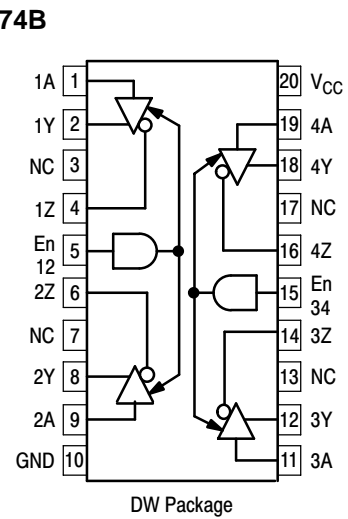 74B
1A 1
1Y 2
NC 3
1Z 4
En
12
5
2Z 6
NC 7
2Y 8
2A 9
GND 10
20 VCC
19 4A
18 4Y
17 NC
16 4Z
15 En
34
14 3Z
13 NC
12 3Y
11 3A
DW Package